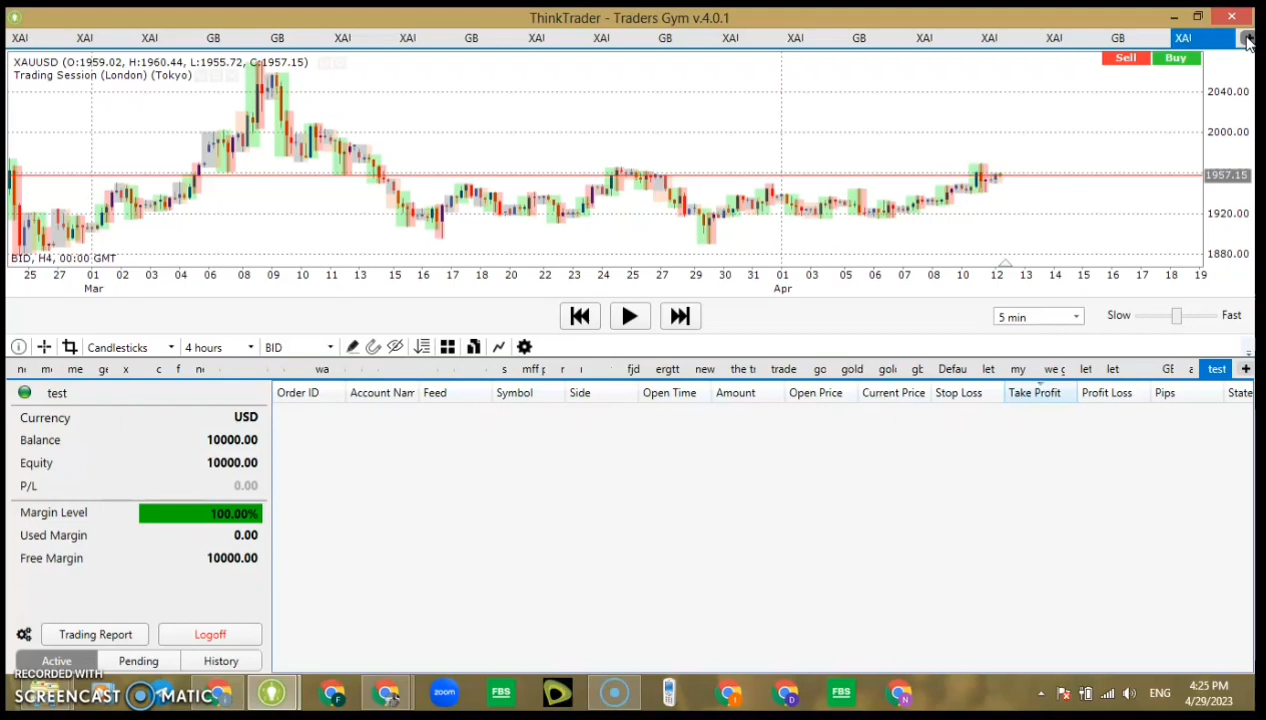 ThinkTrader - Traders Gym v.4.0.1
XAI XAI XAI GB GB XAI XAI GB XAI XAI GB XAI XAI GB XAI XAI GB XAI
XAUUSD (O:1959.02, H:1960.44, L:1955.72, C:1957.15)
Sell Buy
Trading Session (London) (Tokyo)
2040.00
2000.00
1957.15
1920.00
1880.00
BID, H4, 00:00 GMT
25 27 01 02 03 04 06 08 09 10 11 13 15 16 17 18 20 22 23 24 25 27 28 29 30 31 01 03 05 06 07 08 10 12 13 14 15 16 17 18 19
Mar Apr
5 min Slow Fast
Candlesticks 4 hours BID
me x c f wa s mff p r fjd ergtt new the t trade go gold gol Defau let my we g let let a test
test
Order ID Account Nam Feed Symbol Side Open Time Amount Open Price Current Price Stop Loss Take Profit Profit Loss Pips State
Currency USD
Balance 10000.00
Equity 10000.00
P/L 0.00
Margin Level 100.00%
Used Margin 0.00
Free Margin 10000.00
Trading Report Logoff
Active Pending History
RECORDED WITH
SCREENCAST MATIC
zoom FBS FBS
ENG
4:25 PM
4/29/2023